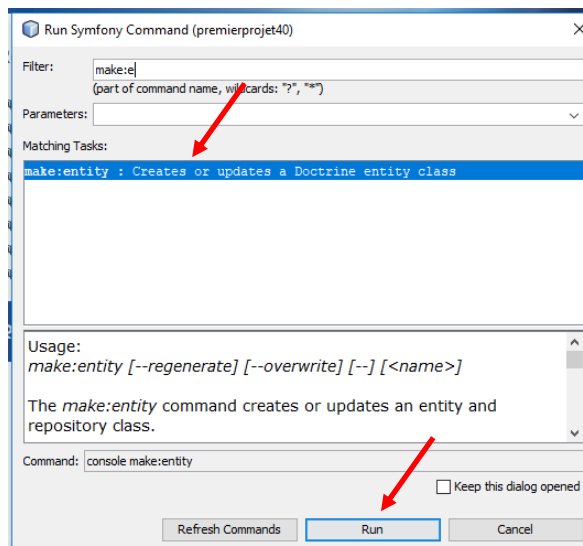 Run Symfony Command (premierprojet40)
Filter: make:e
(part of command name, wildcards: "?", "*")
Parameters:
Matching Tasks:
make:entity : Creates or updates a Doctrine entity class
Usage:
make:entity [--regenerate] [--overwrite] [--] [<name>]
The make:entity command creates or updates an entity and
repository class.
Command: console make:entity
Keep this dialog opened
Refresh Commands Run Cancel